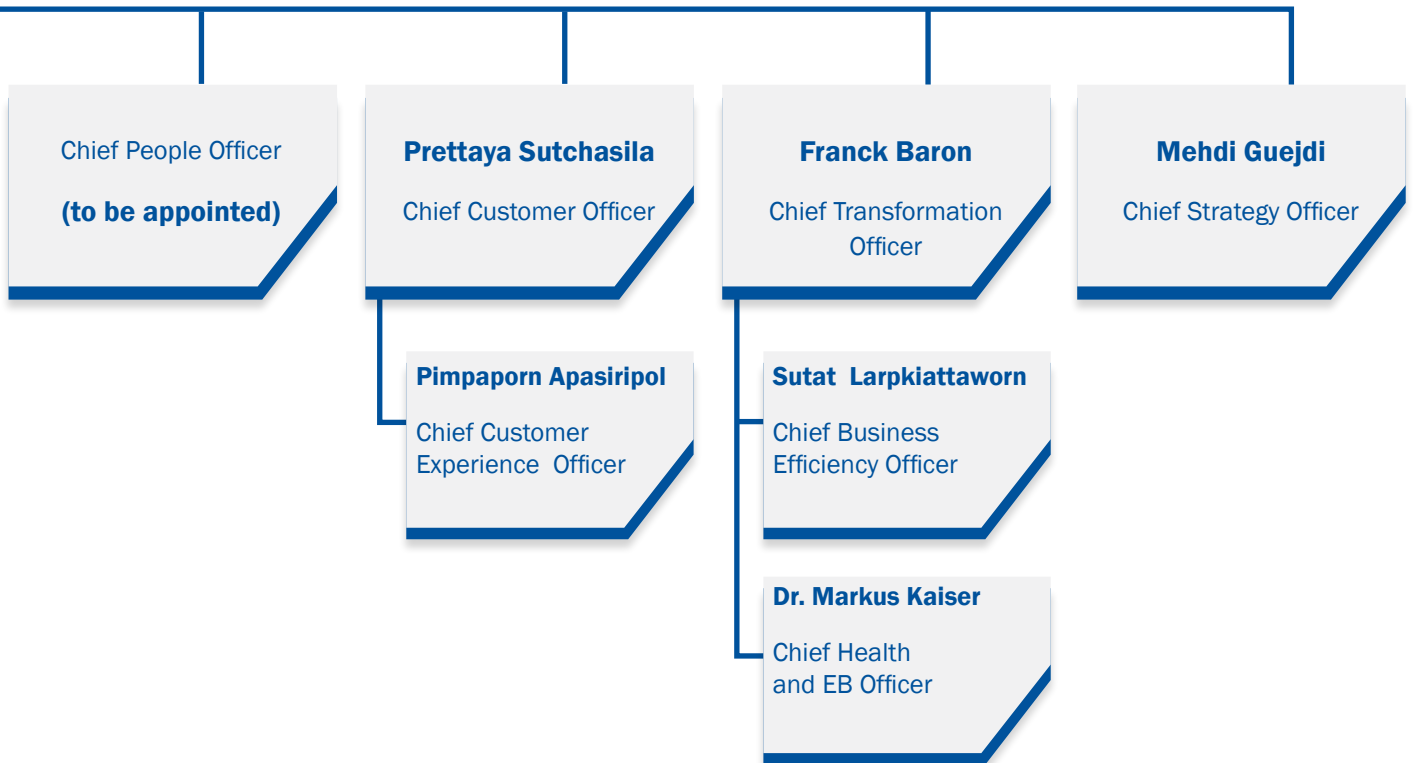 Chief People Officer
(to be appointed)
Prettaya Sutchasila
Chief Customer Officer
Franck Baron
Chief Transformation
Officer
Mehdi Guejdi
Chief Strategy Officer
Pimpaporn Apasiripol
Chief Customer
Experience Officer
Sutat Larpkiattaworn
Chief Business
Efficiency Officer
Dr. Markus Kaiser
Chief Health
and EB Officer